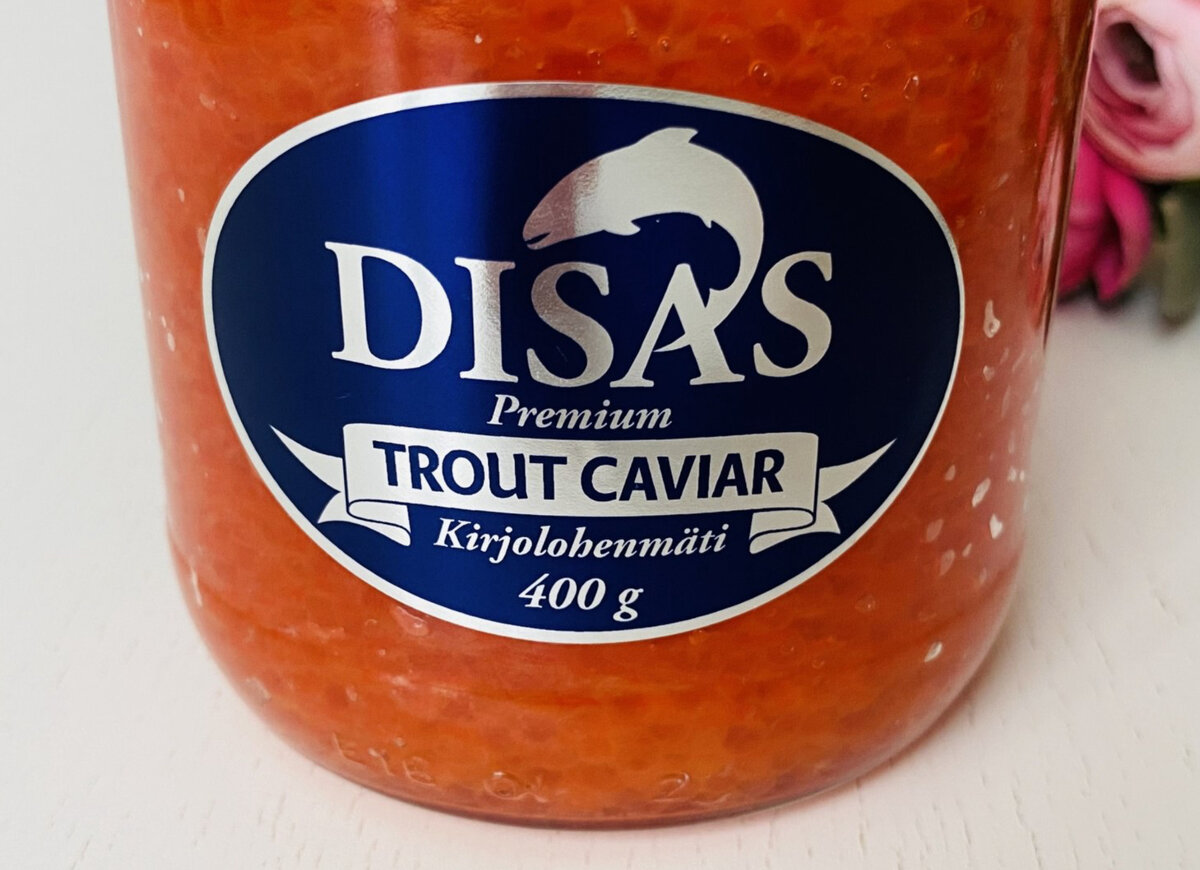 DISAS
Premium
TROUT CAVIAR
Kirjolohenmäti
400 g